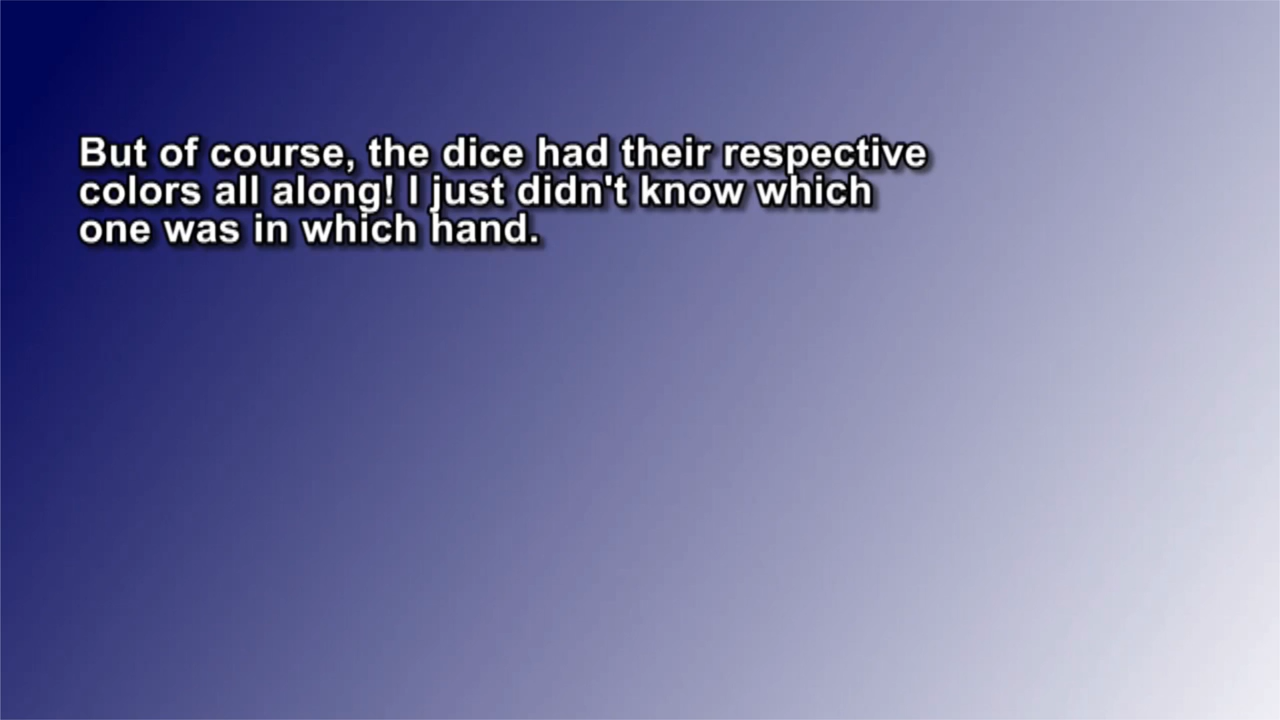 But of course, the dice had their respective
colors all along! I just didn't know which
one was in which hand.